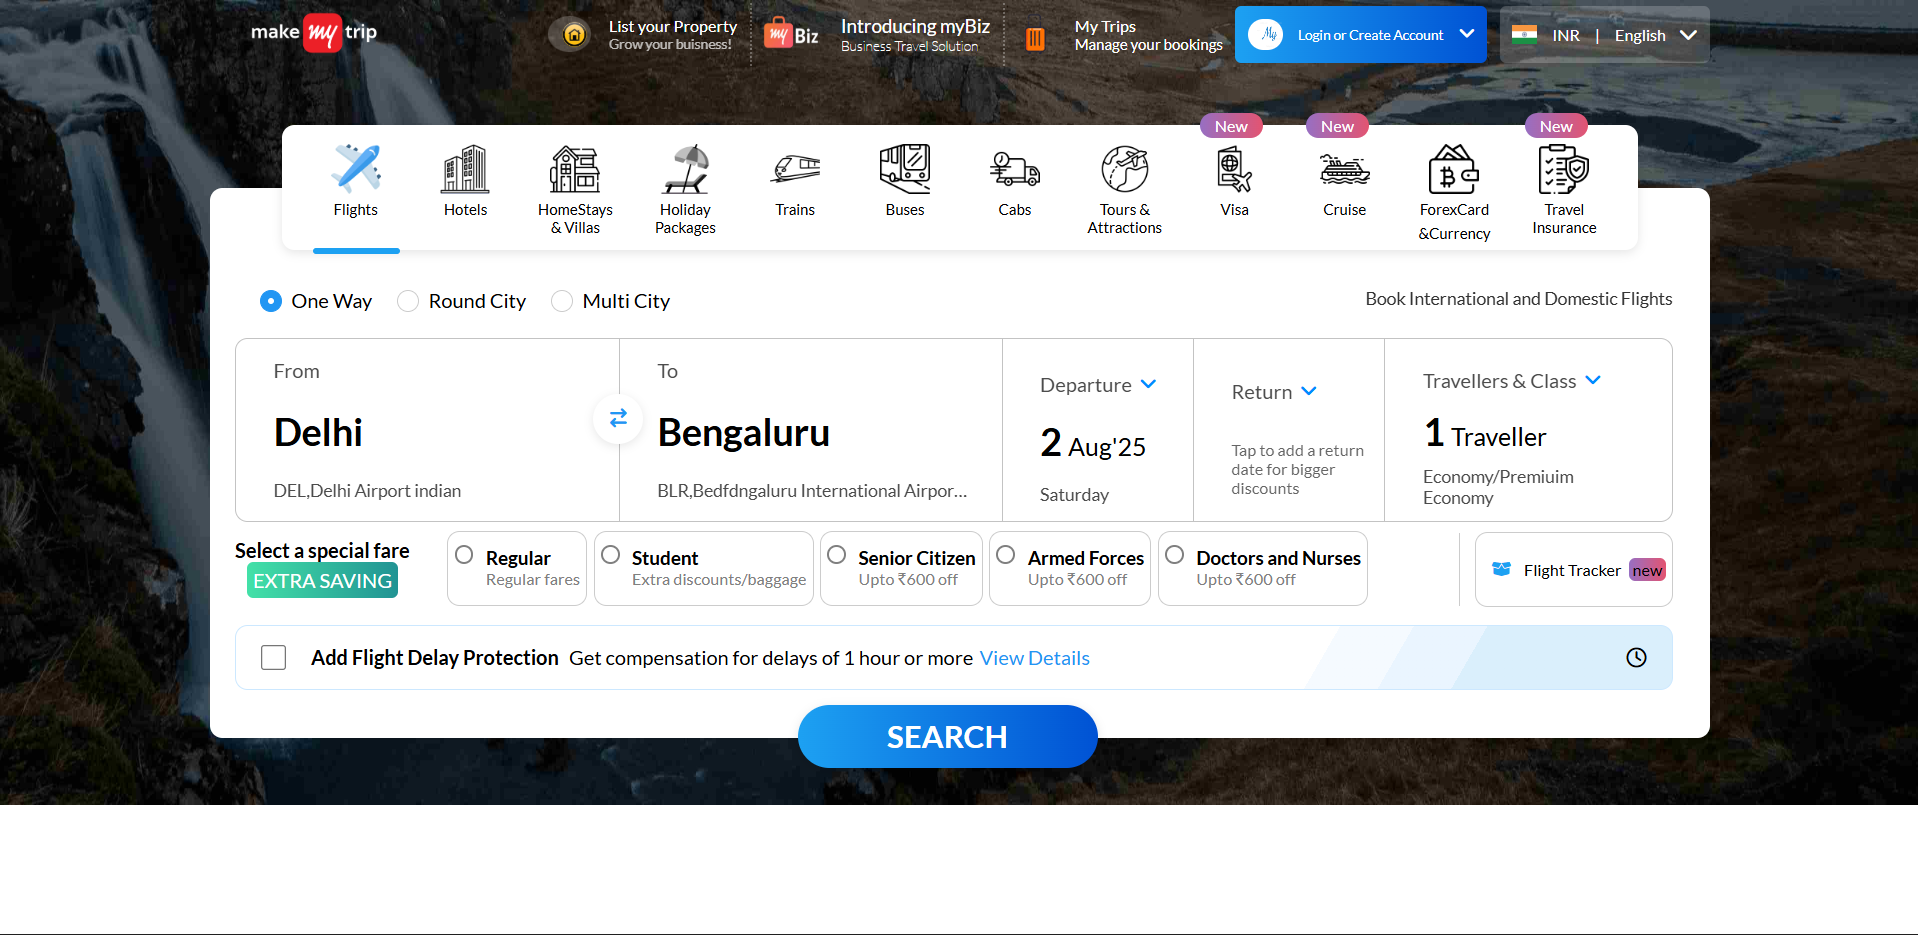 make my trip
List your Property
Grow your buisness!
my Biz
Introducing myBiz
Business Travel Solution
My Trips
Manage your bookings
My
Login or Create Account
INR | English
New
New
New
Flights
Hotels
HomeStays
& Villas
Holiday
Packages
Trains
Buses
Cabs
Tours &
Attractions
Visa
Cruise
ForexCard
&Currency
Travel
Insurance
One Way
Round City
Multi City
Book International and Domestic Flights
From
Delhi
DEL,Delhi Airport indian
To
Bengaluru
BLR,Bedfdngaluru International Airpor...
Departure
2 Aug'25
Saturday
Return
Tap to add a return
date for bigger
discounts
Travellers & Class
1 Traveller
Economy/Premiuim
Economy
Select a special fare
EXTRA SAVING
Regular
Regular fares
Student
Extra discounts/baggage
Senior Citizen
Upto ₹600 off
Armed Forces
Upto ₹600 off
Doctors and Nurses
Upto ₹600 off
Flight Tracker new
Add Flight Delay Protection Get compensation for delays of 1 hour or more View Details
SEARCH